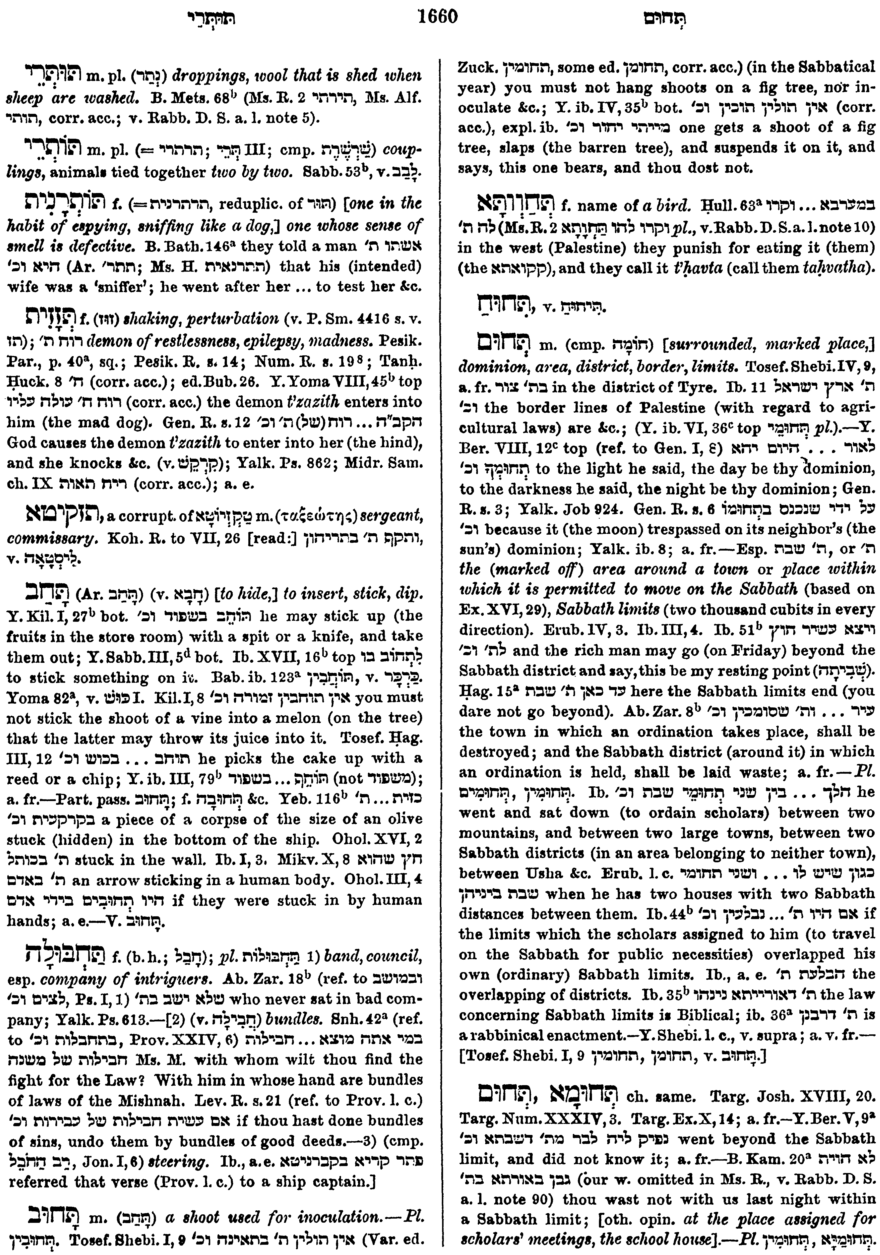 תּוּתְּרֵי 1660 תְּחוּם
תּוּתְּרֵי m. pl. (נָתַר) droppings, wool that is shed when
sheep are washed. B. Mets. 68b (Ms. R. 2 תירותי, Ms. Alf.
תותי, corr. acc.; v. Rabb. D. S. a. l. note 5).
תּוֹתְרֵי m. pl. (= תרתרי; תְּרֵי III; cmp. שַׁרְשֶׁרֶת) coup-
lings, animals tied together two by two. Sabb. 53b, v. לָבַב.
תּוֹתְרָנִית f. (=תרתרנית, reduplic. of תּוּר) [one in the
habit of espying, sniffing like a dog,] one whose sense of
smell is defective. B. Bath. 146a they told a man אשתו ת׳
היא וכ׳ (Ar. תתר׳; Ms. H. תתרנאית) that his (intended)
wife was a ‘sniffer’; he went after her ... to test her &c.
תְּזָזִית f. (זוז) shaking, perturbation (v. P. Sm. 4416 s. v.
תז); רוח ת׳ demon of restlessness, epilepsy, madness. Pesik.
Par., p. 40a, sq.; Pesik. R. s. 14; Num. R. s. 19 8; Tanḥ.
Ḥuck. 8 ת׳ (corr. acc.); ed. Bub. 26. Y. Yoma VIII, 45b top
רוח ת׳ עולה עליו (corr. acc.) the demon t’zazith enters into
him (the mad dog). Gen. R. s. 12 הקב״ה ... רוח (של) ת׳ וכ׳
God causes the demon t’zazith to enter into her (the hind),
and she knocks &c. (v. קִרְקֵשׁ); Yalk. Ps. 862; Midr. Sam.
ch. IX רוח תזאית (corr. acc.); a. e.
תזקיטא, a corrupt. of טַקְזִיוֹטָא m. (ταξεώτης) sergeant,
commissary. Koh. R. to VII, 26 [read:] ותקף ת׳ בתריהון,
v. לִיסְטָאָה.
תָּחַב (Ar. תָּהַב) (v. חָבָא) [to hide,] to insert, stick, dip.
Y. Kil. I, 27b bot. תּוֹחֵב בשפוד וכ׳ he may stick up (the
fruits in the store room) with a spit or a knife, and take
them out; Y. Sabb. III, 5d bot. Ib. XVII, 16b top לִתְחוֹב בו
to stick something on it. Bab. ib. 123a תּוֹחֲבִין, v. כַּרְכָּר.
Yoma 82a, v. כּוּשׁ I. Kil. I, 8 אין תוחבין זמורה וכ׳ you must
not stick the shoot of a vine into a melon (on the tree)
that the latter may throw its juice into it. Tosef. Ḥag.
III, 12 תוחב ... בכוש וכ׳ he picks the cake up with a
reed or a chip; Y. ib. III, 79b תּוֹחֵף ... בשפוד (not משפוד);
a. fr.—Part. pass. תָּחוּב; f. תְּחוּבָה &c. Yeb. 116b כזית ... ת׳
בקרקעית וכ׳ a piece of a corpse of the size of an olive
stuck (hidden) in the bottom of the ship. Ohol. XVI, 2
ת׳ בכותל stuck in the wall. Ib. I, 3. Mikv. X, 8 חץ שהוא
ת׳ באדם an arrow sticking in a human body. Ohol. III, 4
היו תְּחוּבִים בידי אדם if they were stuck in by human
hands; a. e.—V. תְּחוּב.
תַּחְבּוּלָה f. (b. h.; חָבַל); pl. תַּחְבּוּלוֹת 1) band, council,
esp. company of intriguers. Ab. Zar. 18b (ref. to ובמושב
לצים וכ׳, Ps. I, 1) שלא ישב בת׳ who never sat in bad com-
pany; Yalk. Ps. 613.—[2) (v. חֲבִילָה) bundles. Snh. 42a (ref.
to בתחבלות וכ׳, Prov. XXIV, 6) במי אתה מוצא ... חבילות
חבילות של משנה Ms. M. with whom wilt thou find the
fight for the Law? With him in whose hand are bundles
of laws of the Mishnah. Lev. R. s. 21 (ref. to Prov. l. c.)
אם עשית חבילות של עבירות וכ׳ if thou hast done bundles
of sins, undo them by bundles of good deeds.—3) (cmp.
רַב הַחֹבֵל, Jon. I, 6) steering. Ib., a. e. פתר קריא בקברניטא
referred that verse (Prov. l. c.) to a ship captain.]
תְּחוּב m. (תָּחַב) a shoot used for inoculation.—Pl.
תְּחוּבִין. Tosef. Shebi. I, 9 אין תולין ת׳ בתאינה וכ׳ (Var. ed.
Zuck. תחומין, some ed. תחומן, corr. acc.) (in the Sabbatical
year) you must not hang shoots on a fig tree, nor in-
oculate &c.; Y. ib. IV, 35b bot. אין תולין תוכין וכ׳ (corr.
acc.), expl. ib. מייתי יחור וכ׳ one gets a shoot of a fig
tree, slaps (the barren tree), and suspends it on it, and
says, this one bears, and thou dost not.
תַּחְוָותָא f. name of a bird. Ḥull. 63a במערבא ... וקרו
לה ת׳ (Ms. R. 2 וקרו להו תַּחְוָתָא pl., v. Rabb. D. S. a. l. note 10)
in the west (Palestine) they punish for eating it (them)
(the קקואתא), and they call it t’ḥavta (call them taḥvatha).
תְּחוּחַ, v. תִּיחוּחַ.
תְּחוּם m. (cmp. חוֹמָה) [surrounded, marked place,]
dominion, area, district, border, limits. Tosef. Shebi. IV, 9,
a. fr. בת׳ צור in the district of Tyre. Ib. 11 ת׳ ארץ ישראל
וכ׳ the border lines of Palestine (with regard to agri-
cultural laws) are &c.; (Y. ib. VI, 36c top תְּחוּמֵי pl.).—Y.
Ber. VIII, 12c top (ref. to Gen. I, 5) לאור ... היום יהא
תְּחוּמְךָ וכ׳ to the light he said, the day be thy dominion,
to the darkness he said, the night be thy dominion; Gen.
R. s. 3; Yalk. Job 924. Gen. R. s. 6 על ידי שנכנס בתחומו
וכ׳ because it (the moon) trespassed on its neighbor’s (the
sun’s) dominion; Yalk. ib. 8; a. fr.—Esp. ת׳ שבת, or ת׳
the (marked off) area around a town or place within
which it is permitted to move on the Sabbath (based on
Ex. XVI, 29), Sabbath limits (two thousand cubits in every
direction). Erub. IV, 3. Ib. III, 4. Ib. 51b ויצא עשיר חוץ
לת׳ וכ׳ and the rich man may go (on Friday) beyond the
Sabbath district and say, this be my resting point (שְׁבִיתָה).
Ḥag. 15a עד כאן ת׳ שבת here the Sabbath limits end (you
dare not go beyond). Ab. Zar. 8b עיר ... ות׳ שסומכין וכ׳
the town in which an ordination takes place, shall be
destroyed; and the Sabbath district (around it) in which
an ordination is held, shall be laid waste; a. fr.—Pl.
תְּחוּמִים, תְּחוּמִין. Ib. הלך ... בין שני תחומי שבת וכ׳ he
went and sat down (to ordain scholars) between two
mountains, and between two large towns, between two
Sabbath districts (in an area belonging to neither town),
between Usha &c. Erub. l. c. כגון שיש לו ... ושני תחומי
שבת ביניהן when he has two houses with two Sabbath
distances between them. Ib. 44b אם היו ת׳ ... נבלעין וכ׳ if
the limits which the scholars assigned to him (to travel
on the Sabbath for public necessities) overlapped his
own (ordinary) Sabbath limits. Ib., a. e. הבלעת ת׳ the
overlapping of districts. Ib. 35b ת׳ דאורייתא נינהו the law
concerning Sabbath limits is Biblical; ib. 36a ת׳ דרבנן is
a rabbinical enactment.—Y. Shebi. l. c., v. supra; a. v. fr.—
[Tosef. Shebi. I, 9 תחומן, תחומין, v. תְּחוּב.]
תְּחוּם, תְּחוּמָא ch. same. Targ. Josh. XVIII, 20.
Targ. Num. XXXIV, 3. Targ. Ex. X, 14; a. fr.—Y. Ber. V, 9a
נפיק ליה לבר מת׳ דשבתא וכ׳ went beyond the Sabbath
limit, and did not know it; a. fr.—B. Kam. 20a לא הוית
גבן באורתא בת׳ (our w. omitted in Ms. R., v. Rabb. D. S.
a. l. note 90) thou wast not with us last night within
a Sabbath limit; [oth. opin. at the place assigned for
scholars’ meetings, the school house].—Pl. תְּחוּמַיָּא, תְּחוּמִין.